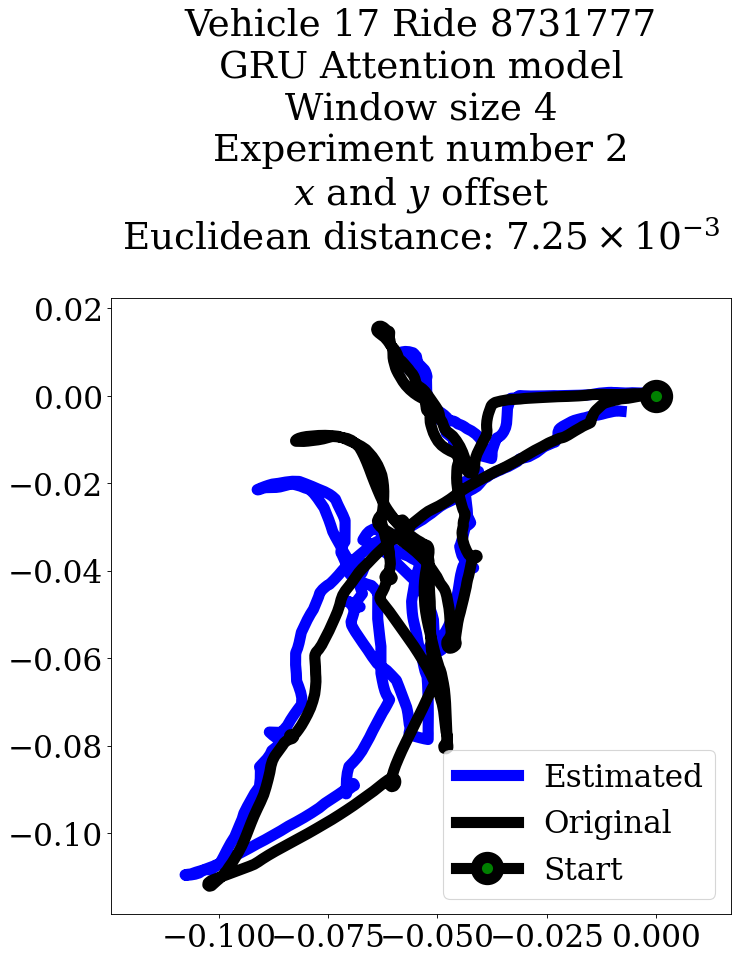 Vehicle 17 Ride 8731777
GRU Attention model
Window size 4
Experiment number 2
x and y offset
Euclidean distance: 7.25 × 10⁻³
0.02
0.00
−0.02
−0.04
−0.06
−0.08
−0.10
Estimated
Original
Start
−0.100 −0.075 −0.050 −0.025 0.000